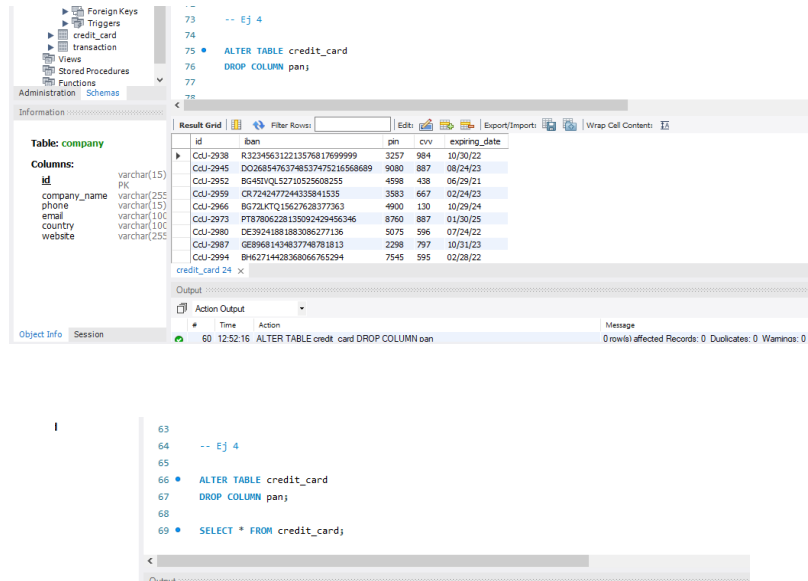 Foreign Keys
Triggers
credit_card
transaction
Views
Stored Procedures
Functions
Administration Schemas
Information
Table: company
Columns:
id varchar(15) PK
company_name varchar(255
phone varchar(15)
email varchar(100
country varchar(100
website varchar(255
Object Info Session
73 -- Ej 4
74
75 ALTER TABLE credit_card
76 DROP COLUMN pan;
77
78
Result Grid Filter Rows: Edit: Export/Import: Wrap Cell Content:
id iban pin cvv expiring_date
CcU-2938 R323456312213576817699999 3257 984 10/30/22
CcU-2945 DO26854763748537475216568689 9080 887 08/24/23
CcU-2952 BG45IVQL52710525608255 4598 438 06/29/21
CcU-2959 CR7242477244335841535 3583 667 02/24/23
CcU-2966 BG72LKTQ15627628377363 4900 130 10/29/24
CcU-2973 PT87806228135092429456346 8760 887 01/30/25
CcU-2980 DE39241881883086277136 5075 596 07/24/22
CcU-2987 GE89681434837748781813 2298 797 10/31/23
CcU-2994 BH62714428368066765294 7545 595 02/28/22
credit_card 24
Output
Action Output
# Time Action Message
60 12:52:16 ALTER TABLE credit_card DROP COLUMN pan 0 row(s) affected Records: 0 Duplicates: 0 Warnings: 0
63
64 -- Ej 4
65
66 ALTER TABLE credit_card
67 DROP COLUMN pan;
68
69 SELECT * FROM credit_card;
Output